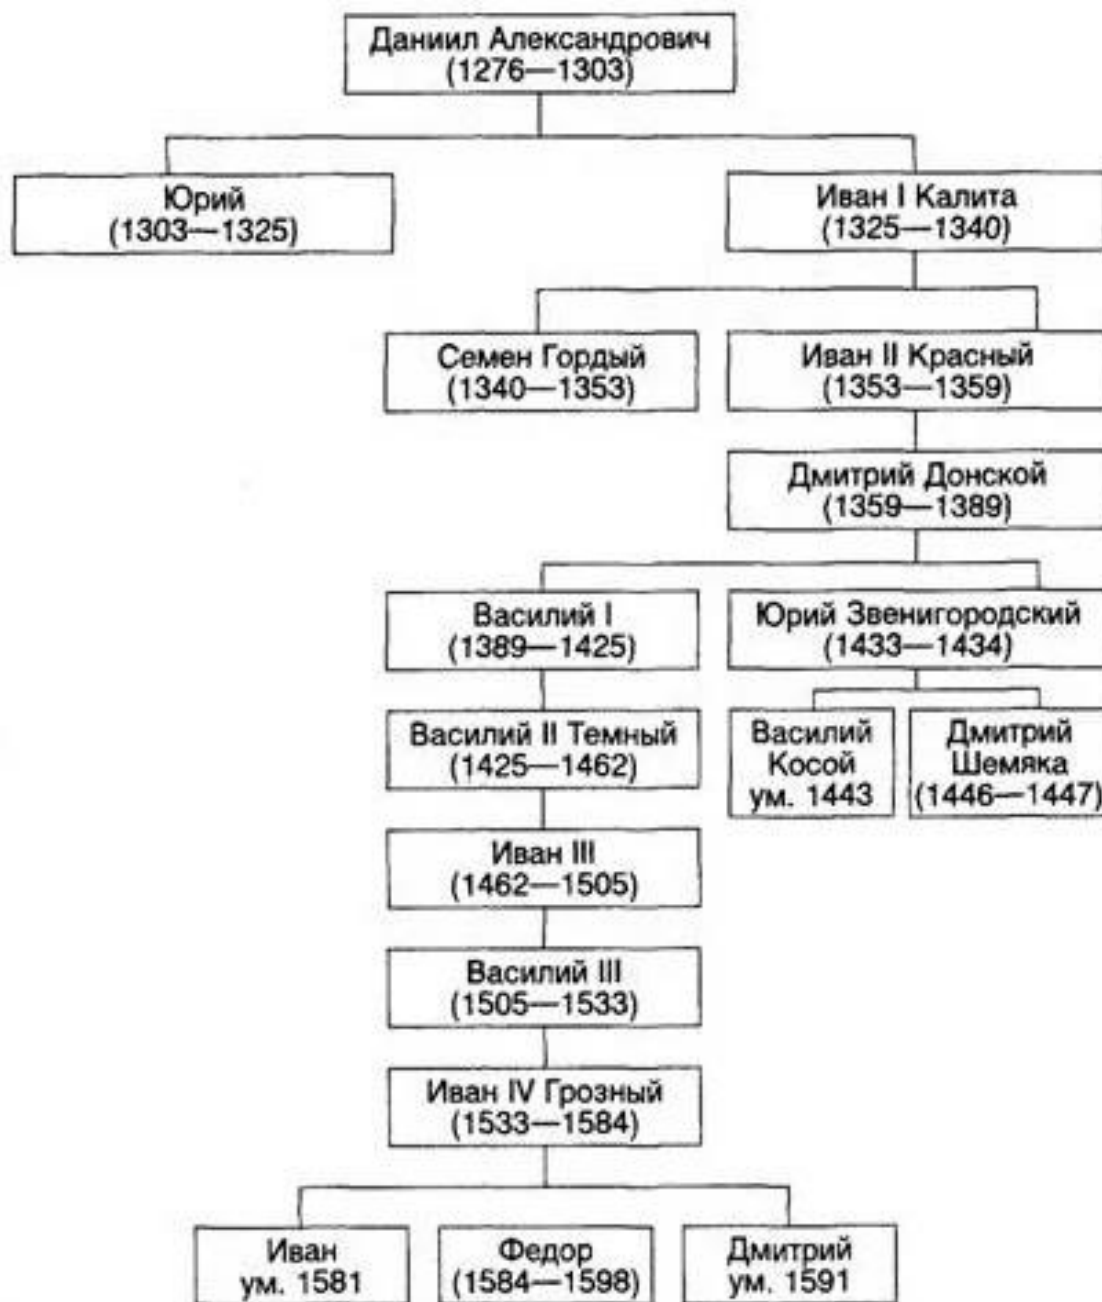 Даниил Александрович
(1276—1303)
Юрий
(1303—1325)
Иван I Калита
(1325—1340)
Семен Гордый
(1340—1353)
Иван II Красный
(1353—1359)
Дмитрий Донской
(1359—1389)
Василий I
(1389—1425)
Юрий Звенигородский
(1433—1434)
Василий II Темный
(1425—1462)
Василий
Косой
ум. 1443
Дмитрий
Шемяка
(1446—1447)
Иван III
(1462—1505)
Василий III
(1505—1533)
Иван IV Грозный
(1533—1584)
Иван
ум. 1581
Федор
(1584—1598)
Дмитрий
ум. 1591